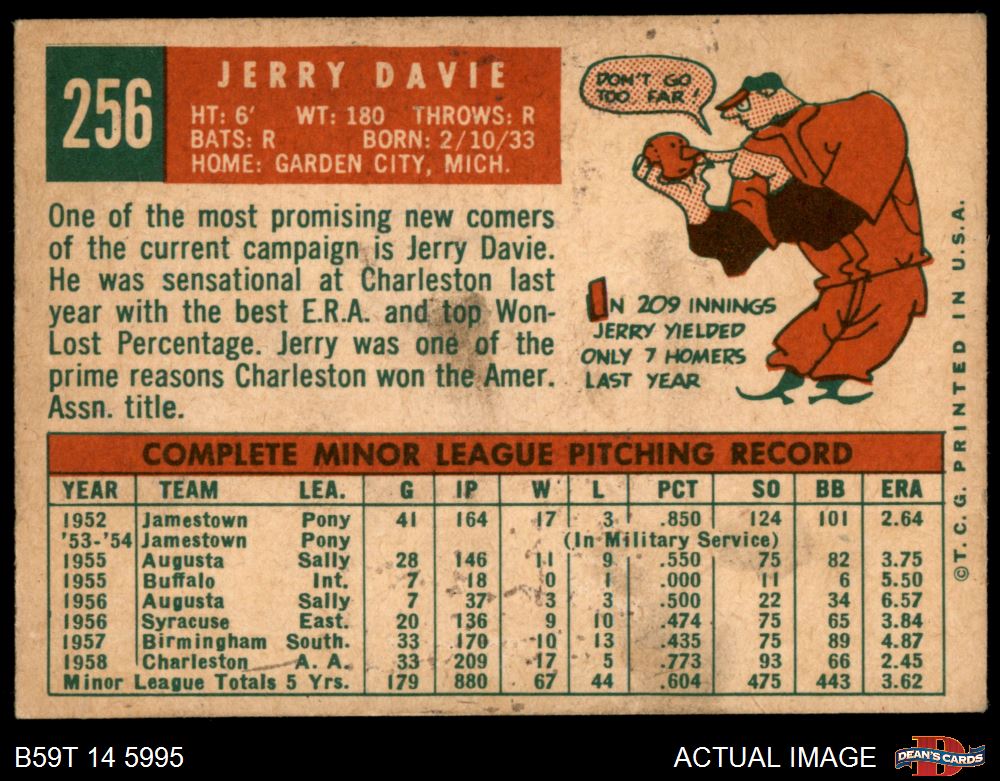 256
JERRY DAVIE
HT: 6' WT: 180 THROWS: R
BATS: R BORN: 2/10/33
HOME: GARDEN CITY, MICH.
DON'T GO
TOO FAR!
One of the most promising new comers
of the current campaign is Jerry Davie.
He was sensational at Charleston last
year with the best E.R.A. and top Won-
Lost Percentage. Jerry was one of the
prime reasons Charleston won the Amer.
Assn. title.
IN 209 INNINGS
JERRY YIELDED
ONLY 7 HOMERS
LAST YEAR
©T. C. G. PRINTED IN U.S.A.
COMPLETE MINOR LEAGUE PITCHING RECORD
YEAR TEAM LEA. G IP W L PCT SO BB ERA
1952 Jamestown Pony 41 164 17 3 .850 124 101 2.64
'53-'54 Jamestown Pony (In Military Service)
1955 Augusta Sally 28 146 11 9 .550 75 82 3.75
1955 Buffalo Int. 7 18 0 1 .000 11 6 5.50
1956 Augusta Sally 7 37 3 3 .500 22 34 6.57
1956 Syracuse East. 20 136 9 10 .474 75 65 3.84
1957 Birmingham South. 33 170 10 13 .435 75 89 4.87
1958 Charleston A. A. 33 209 17 5 .773 93 66 2.45
Minor League Totals 5 Yrs. 179 880 67 44 .604 475 443 3.62
B59T 14 5995
ACTUAL IMAGE
DEAN'S CARDS